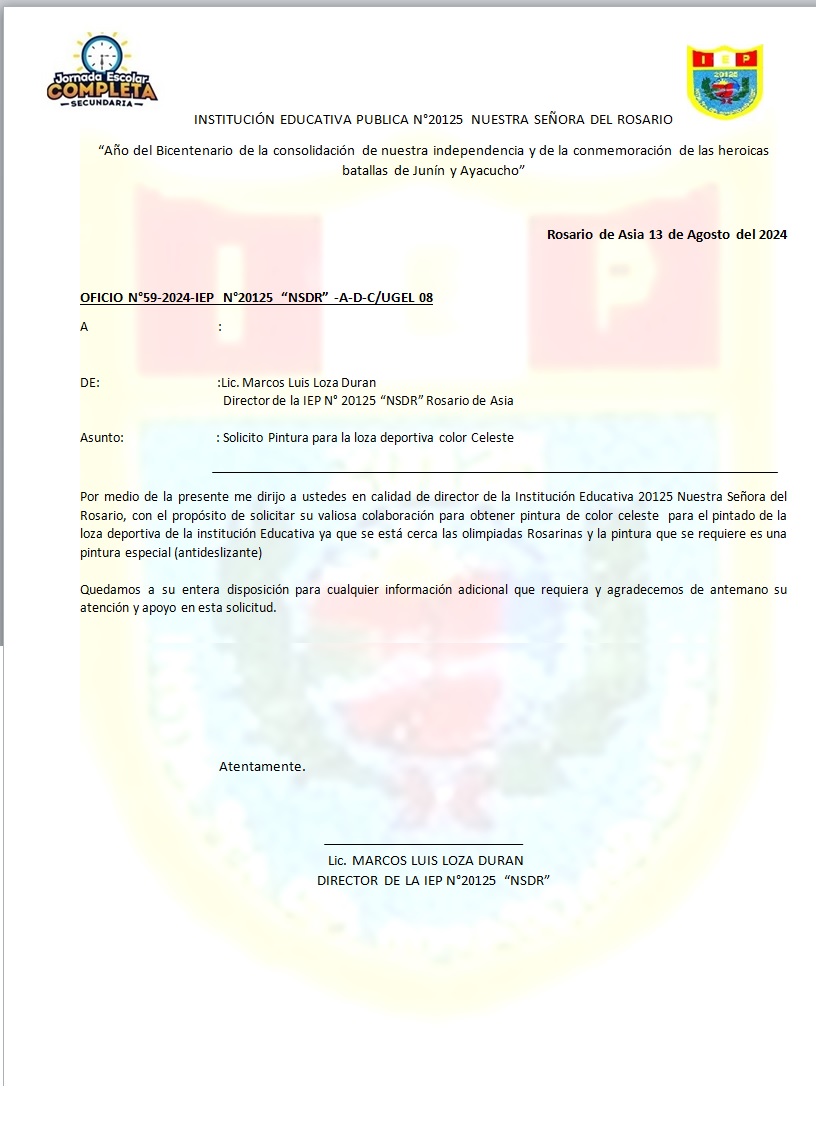 Jornada Escolar
COMPLETA
SECUNDARIA
I E P
20125
INSTITUCIÓN EDUCATIVA PUBLICA N°20125 NUESTRA SEÑORA DEL ROSARIO
“Año del Bicentenario de la consolidación de nuestra independencia y de la conmemoración de las heroicas
batallas de Junín y Ayacucho”
Rosario de Asia 13 de Agosto del 2024
OFICIO N°59-2024-IEP N°20125 “NSDR” -A-D-C/UGEL 08
A :
DE: :Lic. Marcos Luis Loza Duran
Director de la IEP N° 20125 “NSDR” Rosario de Asia
Asunto: : Solicito Pintura para la loza deportiva color Celeste
Por medio de la presente me dirijo a ustedes en calidad de director de la Institución Educativa 20125 Nuestra Señora del
Rosario, con el propósito de solicitar su valiosa colaboración para obtener pintura de color celeste para el pintado de la
loza deportiva de la institución Educativa ya que se está cerca las olimpiadas Rosarinas y la pintura que se requiere es una
pintura especial (antideslizante)
Quedamos a su entera disposición para cualquier información adicional que requiera y agradecemos de antemano su
atención y apoyo en esta solicitud.
Atentamente.
Lic. MARCOS LUIS LOZA DURAN
DIRECTOR DE LA IEP N°20125 “NSDR”